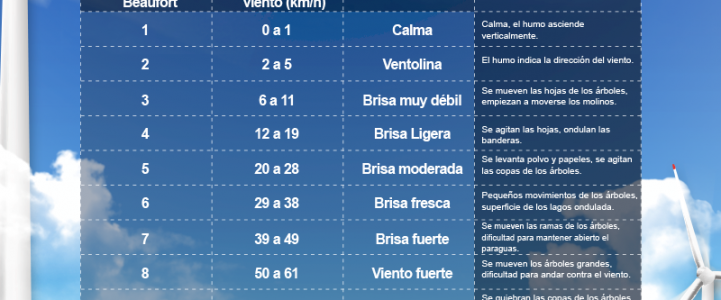 Beaufort
viento (km/h)
1
0 a 1
Calma
Calma, el humo asciende
verticalmente.
2
2 a 5
Ventolina
El humo indica la dirección del viento.
3
6 a 11
Brisa muy débil
Se mueven las hojas de los árboles,
empiezan a moverse los molinos.
4
12 a 19
Brisa Ligera
Se agitan las hojas, ondulan las
banderas.
5
20 a 28
Brisa moderada
Se levanta polvo y papeles, se agitan
las copas de los árboles.
6
29 a 38
Brisa fresca
Pequeños movimientos de los árboles,
superficie de los lagos ondulada.
7
39 a 49
Brisa fuerte
Se mueven las ramas de los árboles,
dificultad para mantener abierto el
paraguas.
8
50 a 61
Viento fuerte
Se mueven los árboles grandes,
dificultad para andar contra el viento.
Se quiebran las copas de los árboles